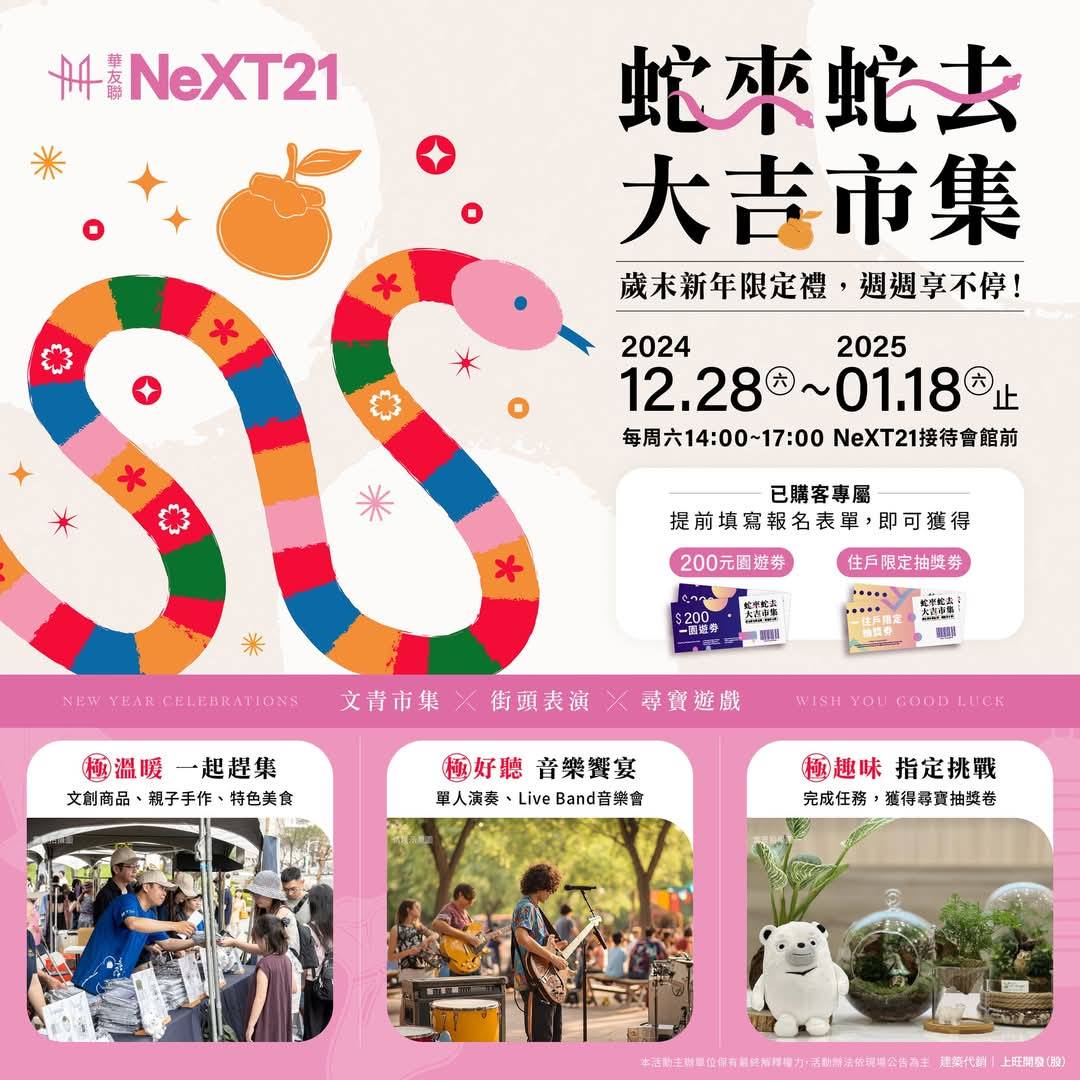 華友聯 NeXT21
蛇來蛇去
大吉市集
歲末新年限定禮，週週享不停！
2024
12.28㊅～
2025
01.18㊅止
每周六14:00~17:00 NeXT21接待會館前
已購客專屬
提前填寫報名表單，即可獲得
200元園遊券
住戶限定抽獎券
$200
園遊券
蛇來蛇去
大吉市集
住戶限定
抽獎券
蛇來蛇去
大吉市集
NEW YEAR CELEBRATIONS
文青市集╳街頭表演╳尋寶遊戲
WISH YOU GOOD LUCK
極溫暖 一起趕集
文創商品、親子手作、特色美食
極好聽 音樂饗宴
單人演奏、Live Band音樂會
極趣味 指定挑戰
完成任務，獲得尋寶抽獎卷
本活動主辦單位保有最終解釋權力，活動辦法依現場公告為主 建築代銷｜上旺開發(股)